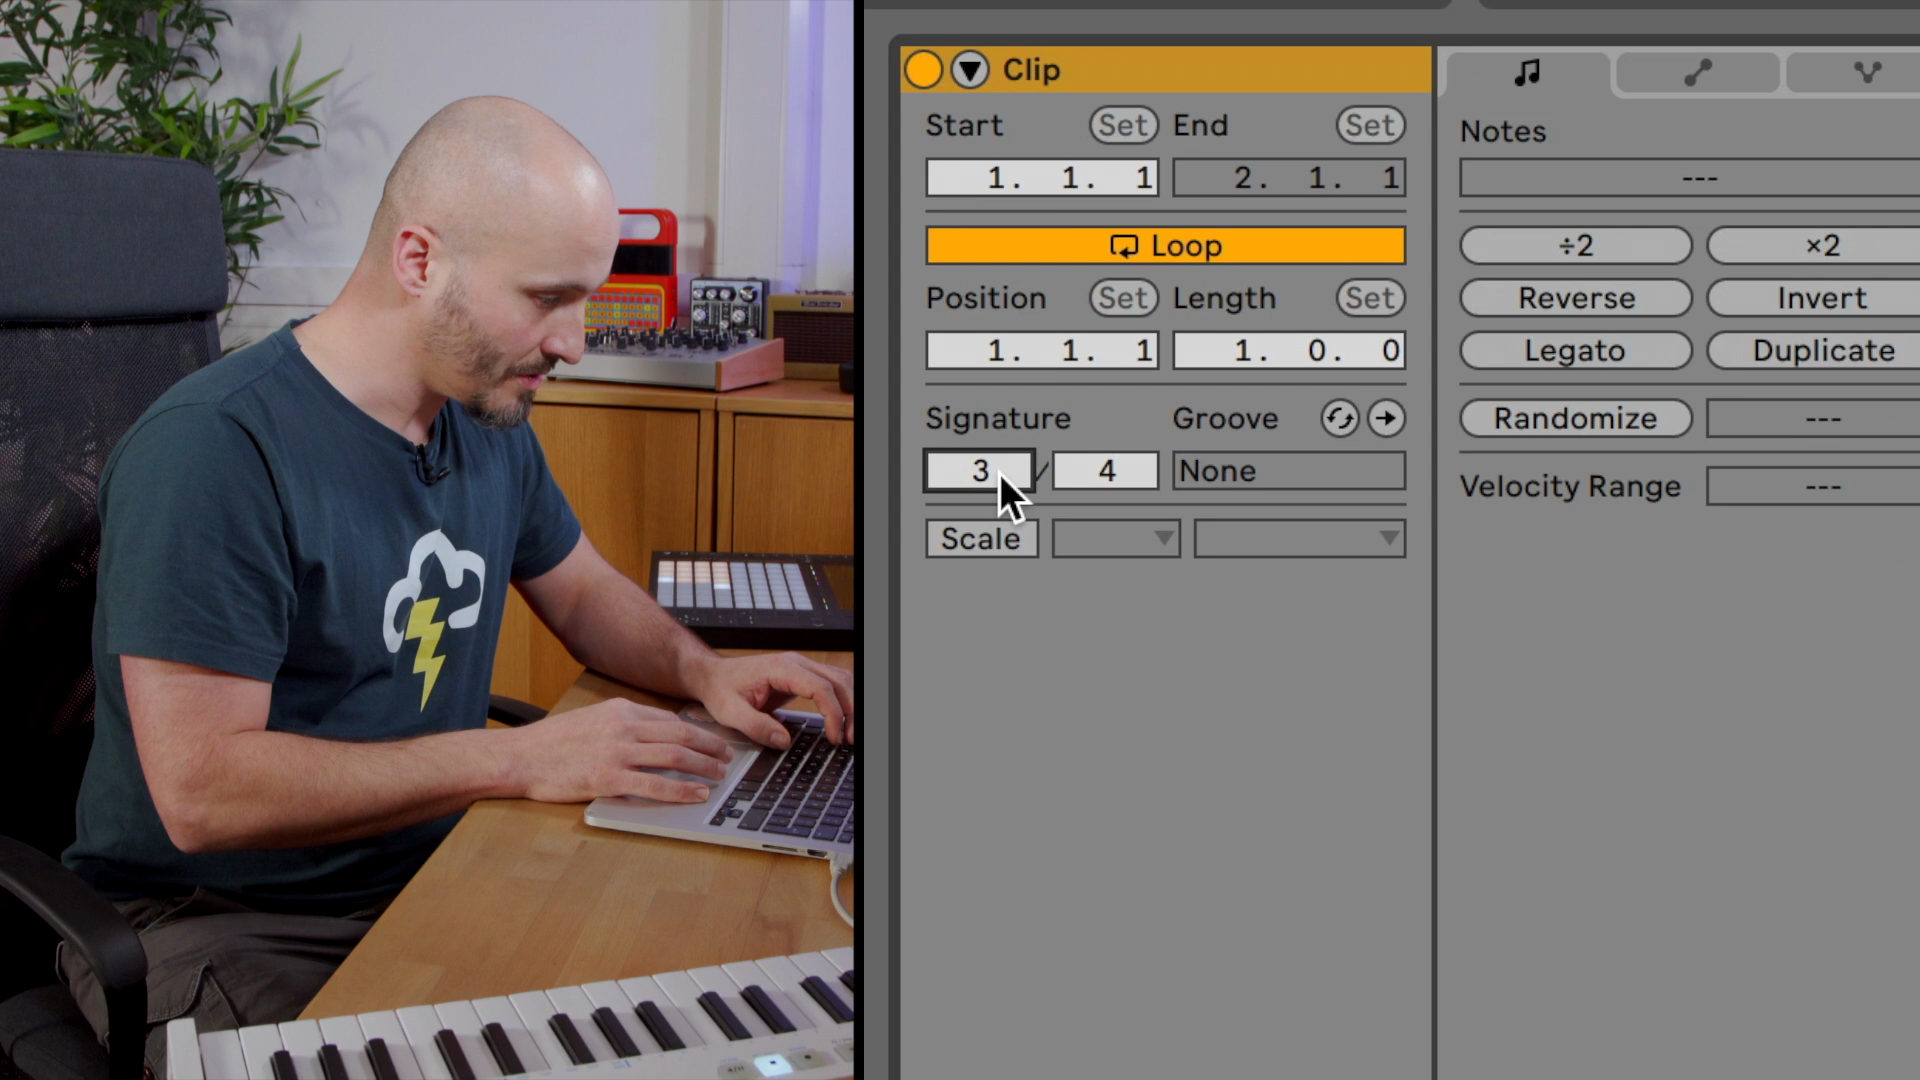 Clip
Start Set End Set
1. 1. 1 2. 1. 1
Loop
Position Set Length Set
1. 1. 1 1. 0. 0
Signature Groove
3 / 4 None
Scale
Notes
---
÷2 ×2
Reverse Invert
Legato Duplicate
Randomize ---
Velocity Range ---